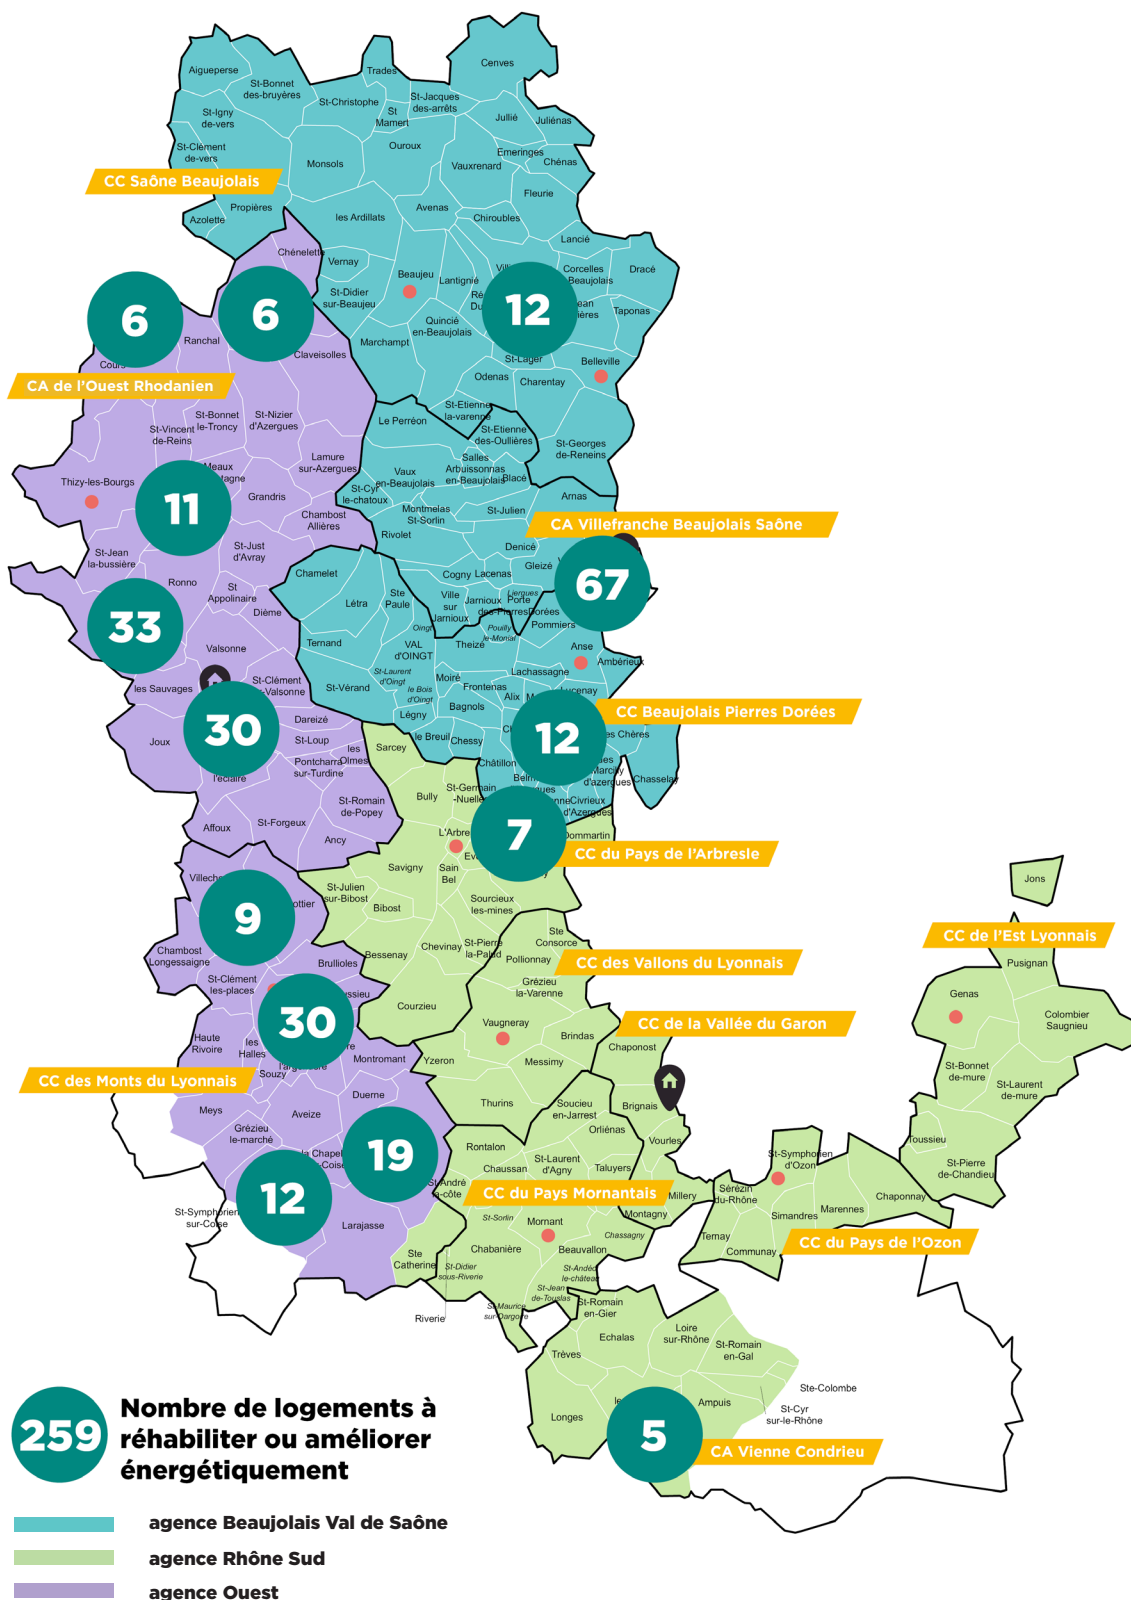 Aigueperse
St-Bonnet
des-bruyères
Trades
Cenves
St-Christophe
St-Jacques
des-arrêts
St
Mamert
St-Igny
de-vers
Jullié
Juliénas
St-Clément
de-vers
Ouroux
Emeringes
Monsols
Vauxrenard
Chénas
CC Saône Beaujolais
Fleurie
Propières
Azolette
les Ardillats
Avenas
Chiroubles
Lancié
Chénelette
Vernay
Beaujeu
Lantignié
Corcelles
Beaujolais
Dracé
St-Didier
sur-Beaujeu
12
Taponas
6
6
Quincié
en-Beaujolais
Ranchal
Marchampt
Claveisolles
St-Lager
Belleville
Cours
Odenas
Charentay
CA de l'Ouest Rhodanien
St-Bonnet
le-Troncy
St-Nizier
d'Azergues
St-Etienne
la-varenne
Le Perréon
St-Vincent
de-Reins
St-Etienne
des-Oullières
St-Georges
de-Reneins
Lamure
sur-Azergues
Salles
Arbuissonnas
en-Beaujolais
Blacé
Vaux
en-Beaujolais
Thizy-les-Bourgs
Meaux
Grandris
St-Cyr
le-chatoux
Arnas
11
Montmelas
St-Sorlin
St-Julien
Chambost
Allières
CA Villefranche Beaujolais Saône
Rivolet
St-Jean
la-bussière
St-Just
d'Avray
Denicé
Gleizé
Chamelet
Cogny
Lacenas
67
Ronno
St
Appolinaire
Létra
Ste
Paule
Ville
sur
Jarnioux
Jarnioux
Porte
des-PierresDorées
Liergues
Dième
33
Oingt
Pouilly
le-Monial
Pommiers
Ternand
VAL
d'OINGT
Theizé
Anse
Valsonne
Ambérieux
Lachassagne
St-Laurent
d'Oingt
Moiré
les Sauvages
St-Clément
-Valsonne
St-Vérand
le Bois
d'Oingt
Frontenas
Alix
Lucenay
Bagnols
CC Beaujolais Pierres Dorées
Légny
30
Dareizé
Joux
St-Loup
les
Olmes
Sarcey
le Breuil
Chessy
12
es Chères
Pontcharra
sur-Turdine
Châtillon
Marcilly
d'azergues
Chasselay
l'éclaire
Bully
St-Germain
-Nuelle
St-Romain
de-Popey
Civrieux
d'Azergues
Affoux
St-Forgeux
Ancy
7
Dommartin
CC du Pays de l'Arbresle
Savigny
Sain
Bel
St-Julien
sur-Bibost
Bibost
Sourcieux
les-mines
9
Jons
Chambost
Longessaigne
Chevinay
St-Pierre
la-Palud
Ste
Consorce
CC de l'Est Lyonnais
Bessenay
Pollionnay
Brullioles
CC des Vallons du Lyonnais
Pusignan
St-Clément
les-places
Grézieu
la-Varenne
Genas
Courzieu
Colombier
Saugnieu
30
Vaugneray
CC de la Vallée du Garon
Haute
Rivoire
les
Halles
Brindas
Chaponost
Montromant
Yzeron
Messimy
St-Bonnet
de-mure
CC des Monts du Lyonnais
Souzy
St-Laurent
de-mure
Duerne
Thurins
Soucieu
en-Jarrest
Brignais
Meys
Aveize
Grézieu
le-marché
Orliénas
Vourles
Toussieu
Rontalon
19
St-Laurent
d'Agny
St-Symphorien
d'Ozon
Chaussan
Taluyers
St-Pierre
de-Chandieu
12
St-André
la-côte
CC du Pays Mornantais
Millery
Sérézin
du-Rhône
Chaponnay
St-Symphorien
sur-Coise
St-Sorlin
Montagny
Simandres
Marennes
Larajasse
Mornant
Chassagny
Ternay
CC du Pays de l'Ozon
Communay
Ste
Catherine
Chabanière
Beauvallon
St-Didier
sous-Riverie
St-Andéol
le-château
St-Jean
de-Touslas
St-Maurice
sur-Dargoire
St-Romain
en-Gier
Riverie
Loire
sur-Rhône
Echalas
St-Romain
en-Gal
Trèves
Ste-Colombe
Ampuis
St-Cyr
sur-le-Rhône
Longes
5
CA Vienne Condrieu
259
Nombre de logements à
réhabiliter ou améliorer
énergétiquement
agence Beaujolais Val de Saône
agence Rhône Sud
agence Ouest